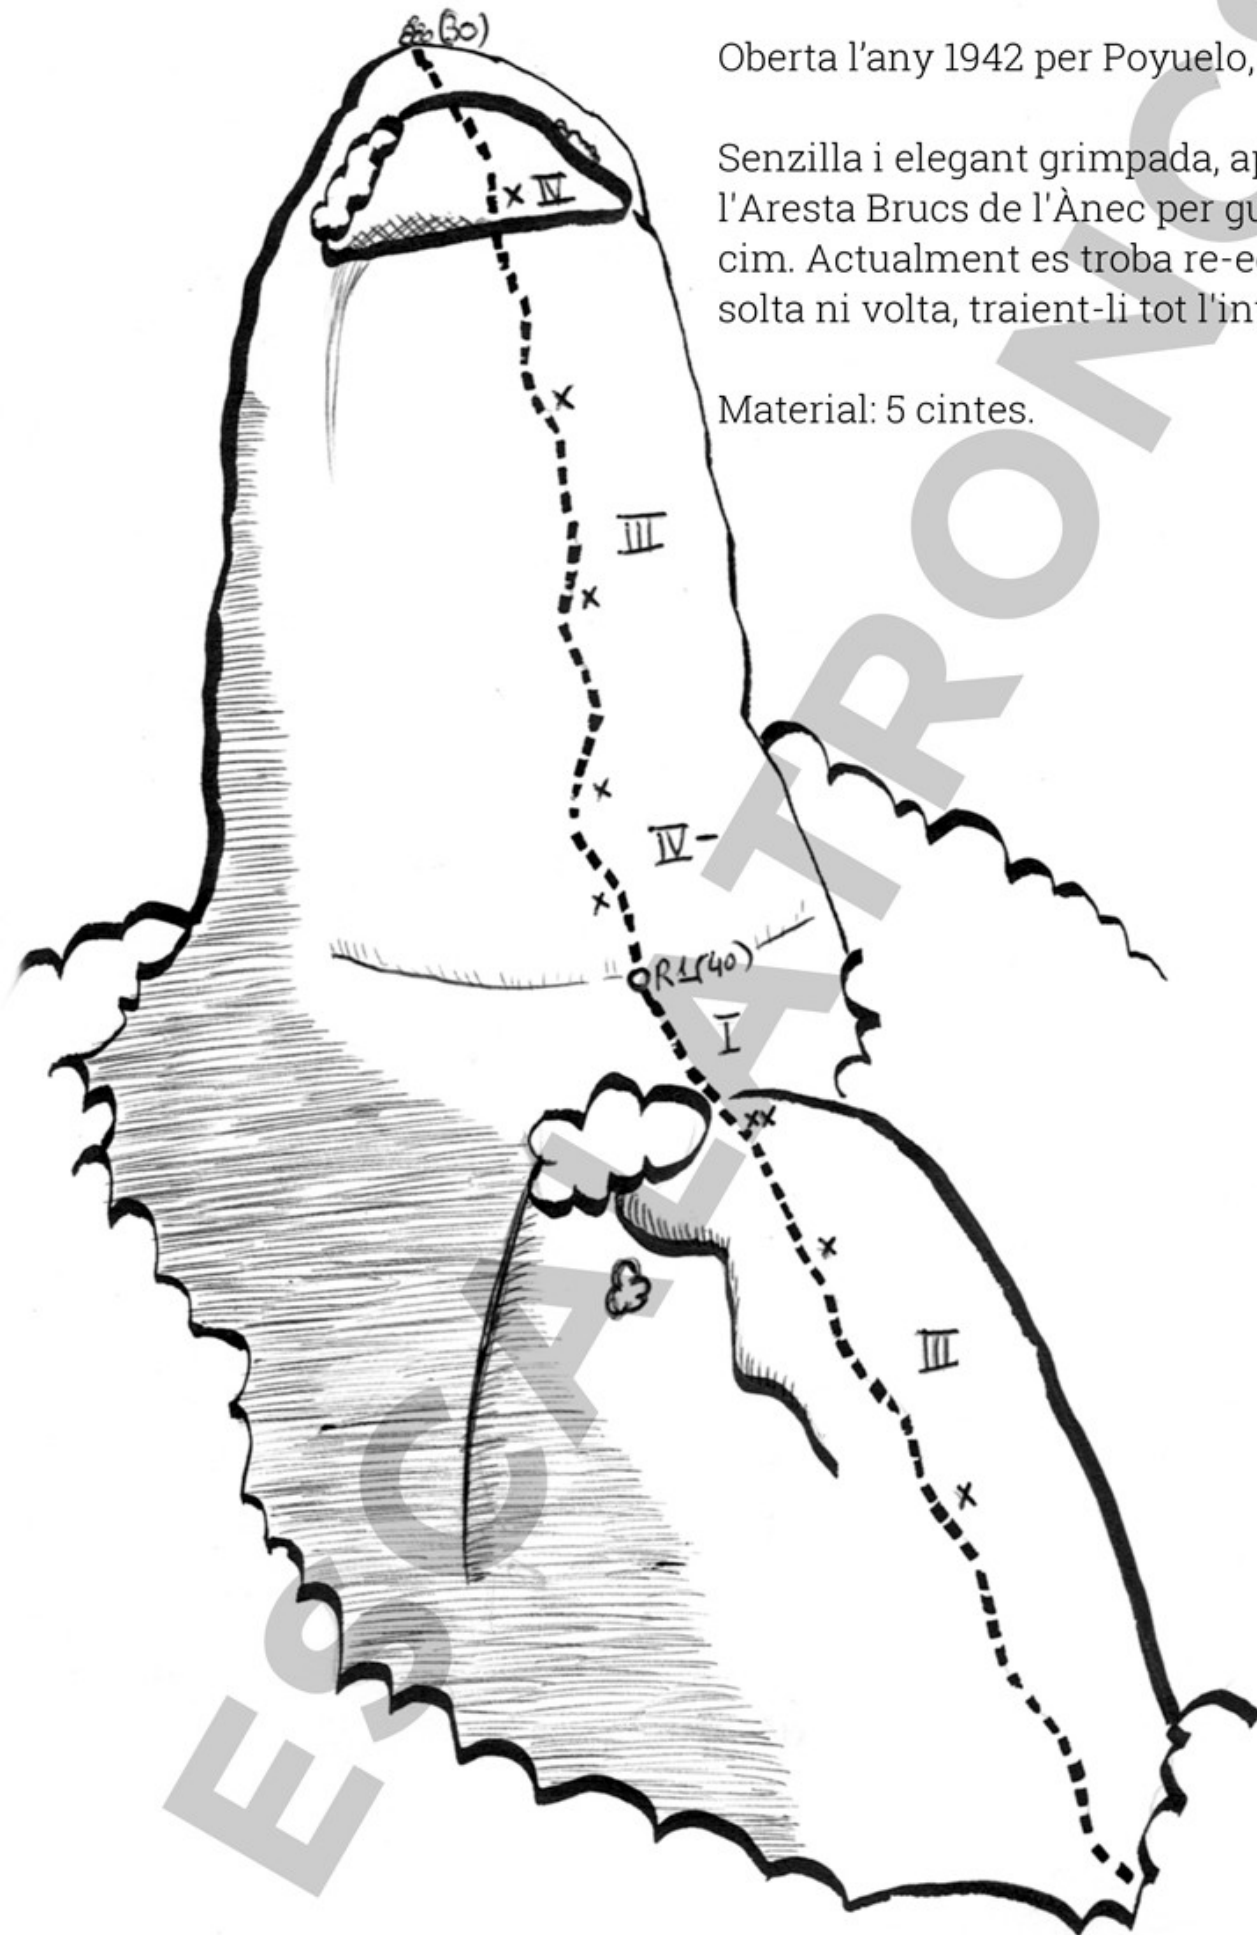 (30)
Oberta l'any 1942 per Poyuelo,
Senzilla i elegant grimpada, ap
l'Aresta Brucs de l'Ànec per gu
cim. Actualment es troba re-e
solta ni volta, traient-li tot l'in
Material: 5 cintes.
IV
III
IV-
R1(40)
I
III
ESCALATRONC